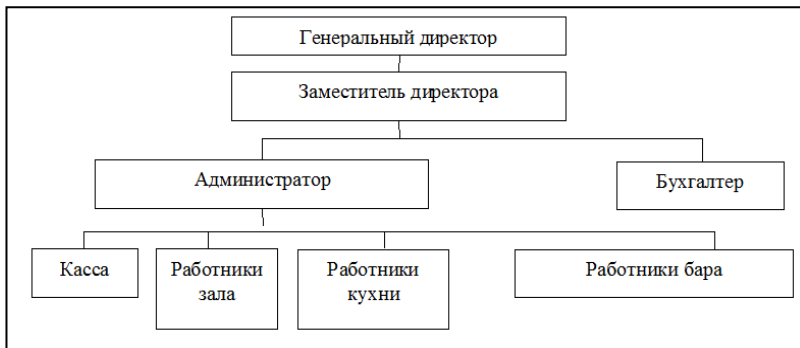 Генеральный директор
Заместитель директора
Администратор
Бухгалтер
Касса
Работники
зала
Работники
кухни
Работники бара